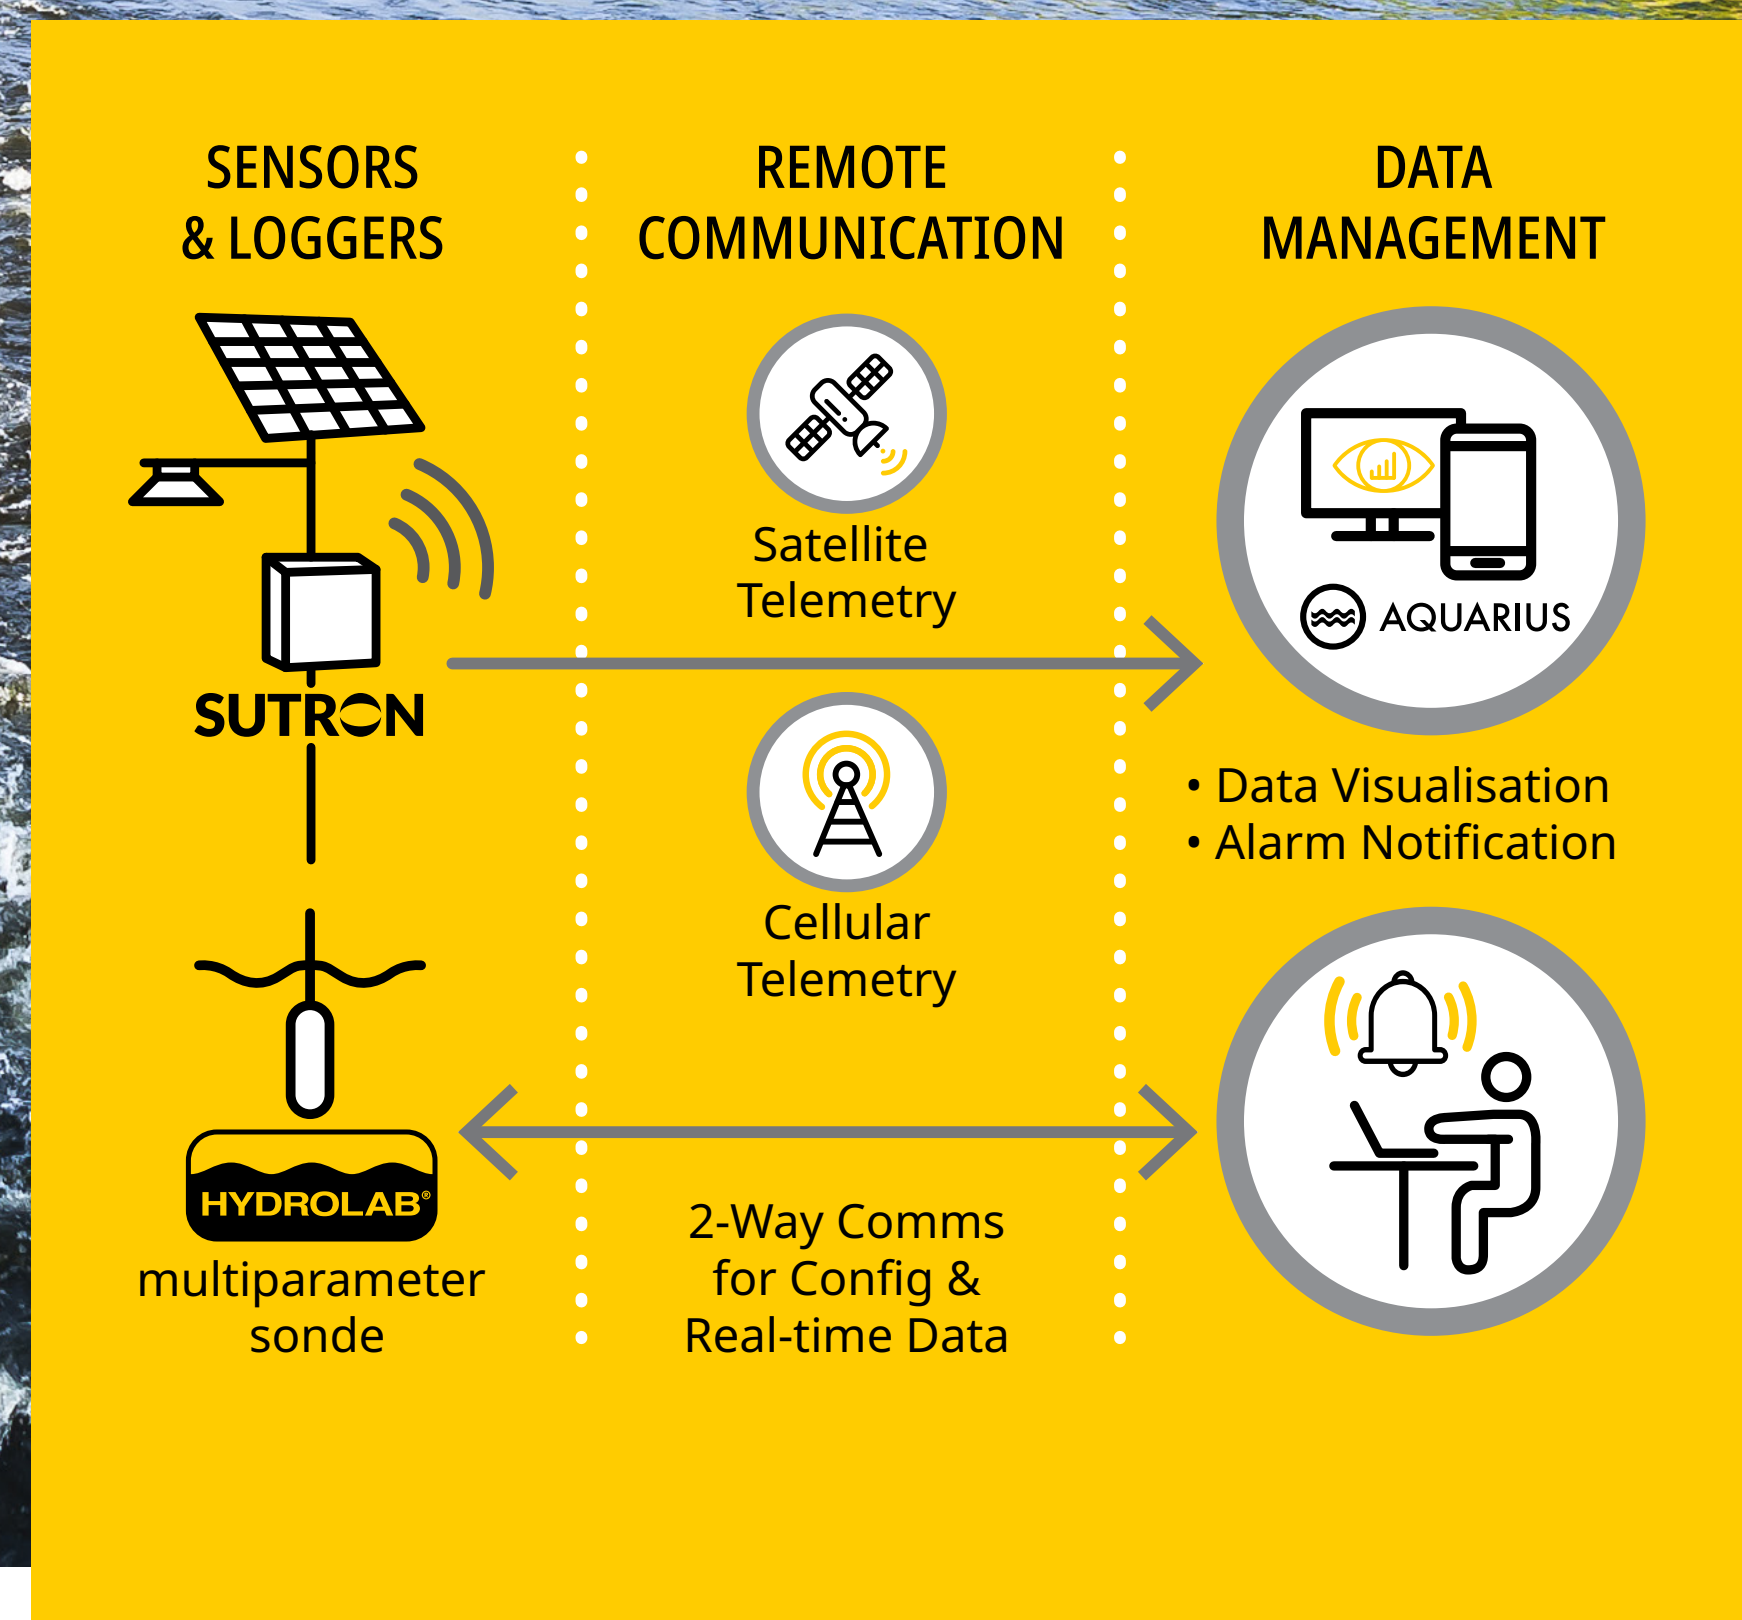 SENSORS
& LOGGERS
SUTRON
HYDROLAB®
multiparameter
sonde
REMOTE
COMMUNICATION
Satellite
Telemetry
Cellular
Telemetry
2-Way Comms
for Config &
Real-time Data
DATA
MANAGEMENT
AQUARIUS
• Data Visualisation
• Alarm Notification